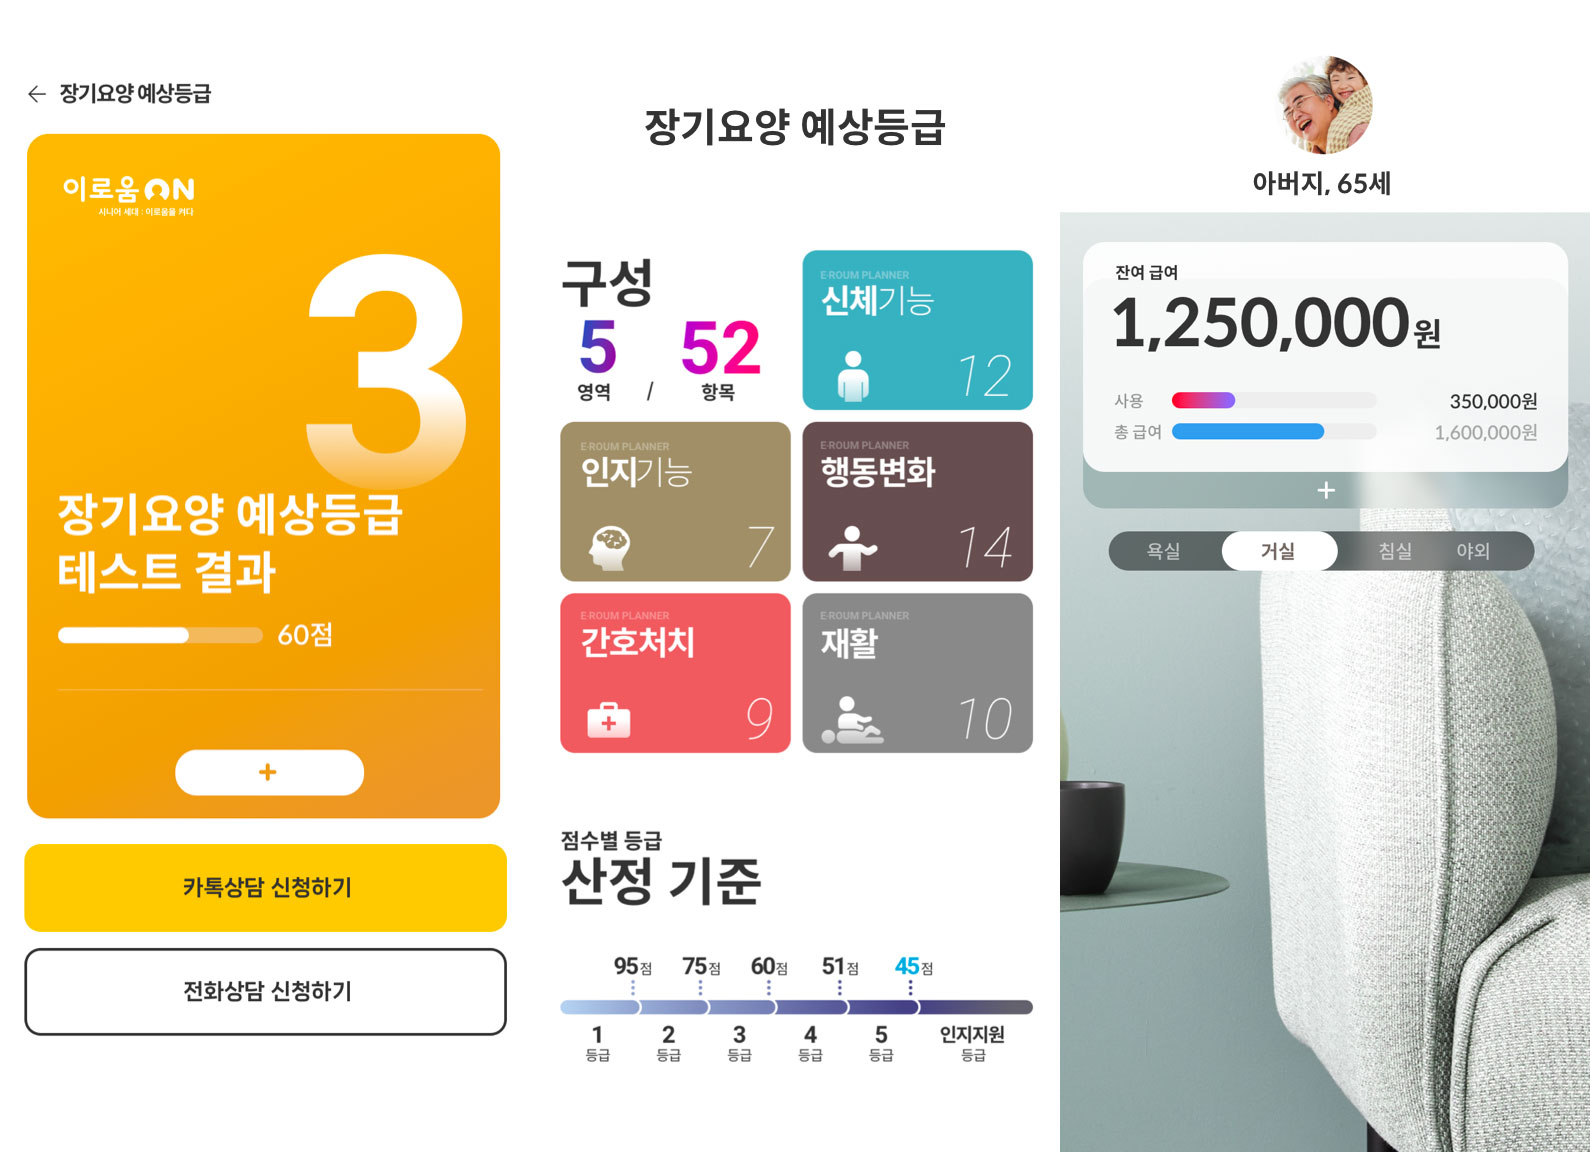 장기요양 예상등급
이로움ON
시니어 세대 : 이로움을 켜다
3
장기요양 예상등급
테스트 결과
60점
+
카톡상담 신청하기
전화상담 신청하기
장기요양 예상등급
구성
5 / 52
영역 항목
E-ROUM PLANNER
신체기능
12
E-ROUM PLANNER
인지기능
7
E-ROUM PLANNER
행동변화
14
E-ROUM PLANNER
간호처치
9
E-ROUM PLANNER
재활
10
점수별 등급
산정 기준
95점 75점 60점 51점 45점
1 2 3 4 5 인지지원
등급 등급 등급 등급 등급 등급
아버지, 65세
잔여 급여
1,250,000원
사용 350,000원
총 급여 1,600,000원
+
욕실 거실 침실 야외